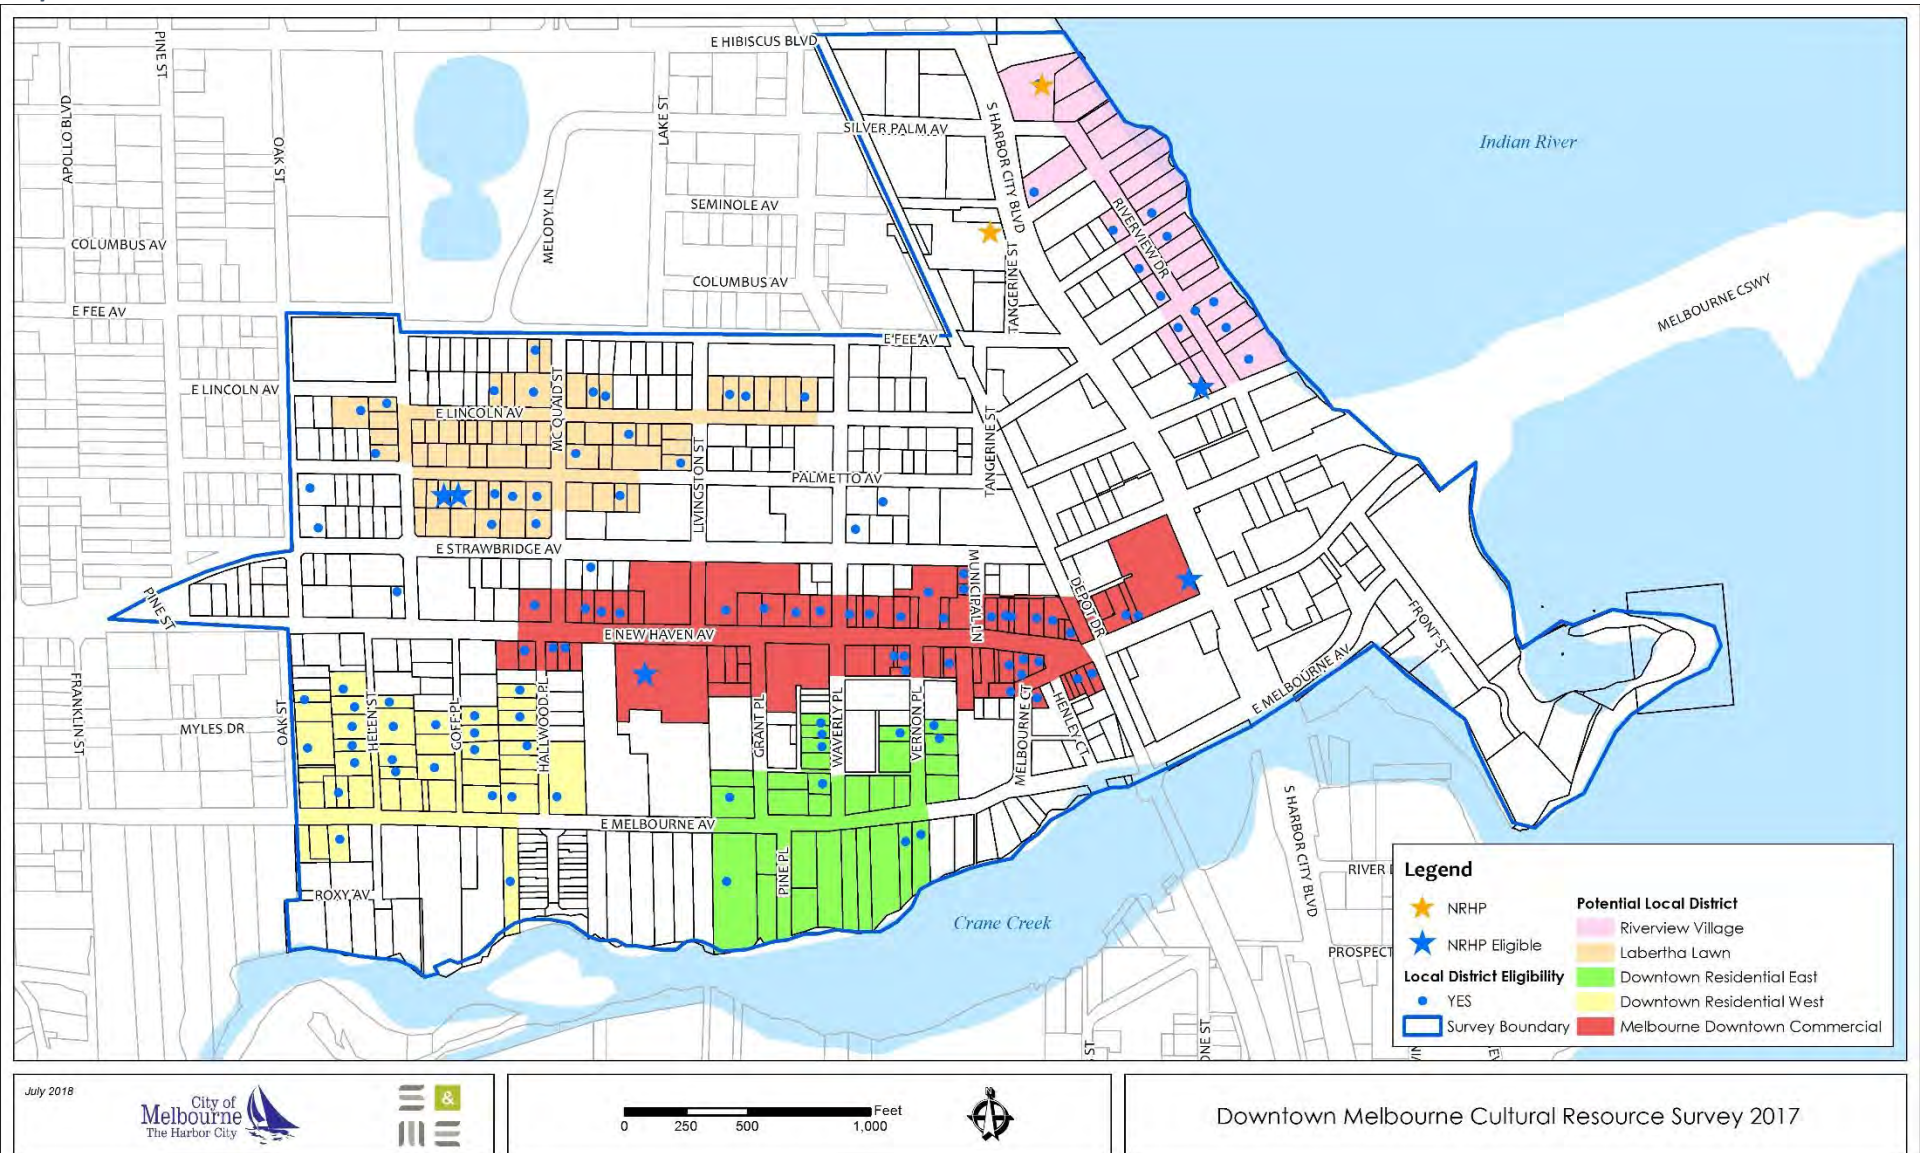 E HIBISCUS BLVD
PINE ST
APOLLO BLVD
OAK ST
LAKE ST
SILVER PALM AV
S HARBOR CITY BLVD
Indian River
MELODY LN
SEMINOLE AV
RIVERVIEW DR
COLUMBUS AV
COLUMBUS AV
TANGERINE ST
MELBOURNE CSWY
E FEE AV
E FEE AV
E LINCOLN AV
E LINCOLN AV
MC QUAID ST
LIVINGSTON ST
TANGERINE ST
PALMETTO AV
E STRAWBRIDGE AV
PINE ST
MUNICIPAL LN
DEPOT DR
E NEW HAVEN AV
FRONT ST
E MELBOURNE AV
FRANKLIN ST
MYLES DR
OAK ST
HELEN ST
GOFF PL
HALLWOOD PL
GRANT PL
WAVERLY PL
VERNON PL
MELBOURNE CT
HENLEY CT
E MELBOURNE AV
PINE PL
ROXY AV
Crane Creek
S HARBOR CITY BLVD
RIVER
PROSPECT
ST
ONE ST
Legend
NRHP
NRHP Eligible
Local District Eligibility
YES
Survey Boundary
Potential Local District
Riverview Village
Labertha Lawn
Downtown Residential East
Downtown Residential West
Melbourne Downtown Commercial
July 2018
City of
Melbourne
The Harbor City
E &
M E
Feet
0 250 500 1,000
Downtown Melbourne Cultural Resource Survey 2017